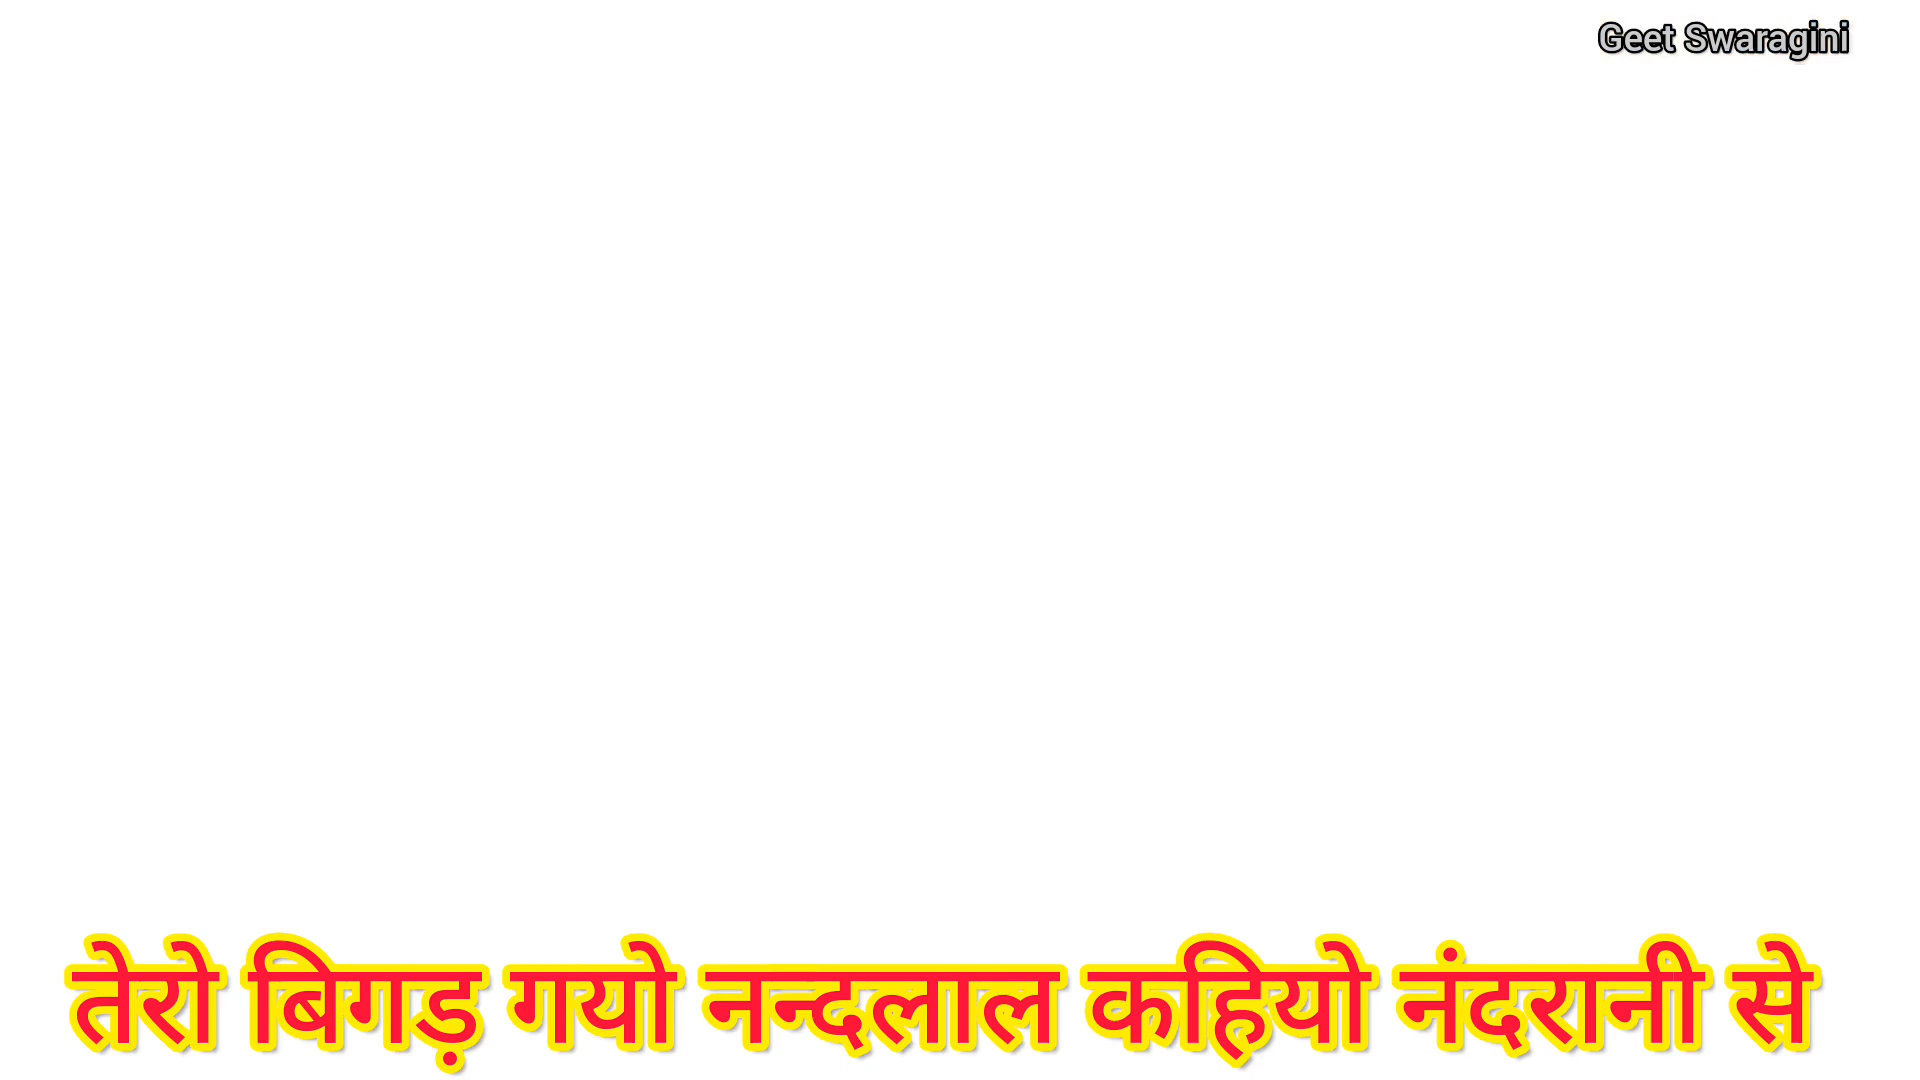 Geet Swaragini
तेरो बिगड़ गयो नन्दलाल कहियो नंदरानी से